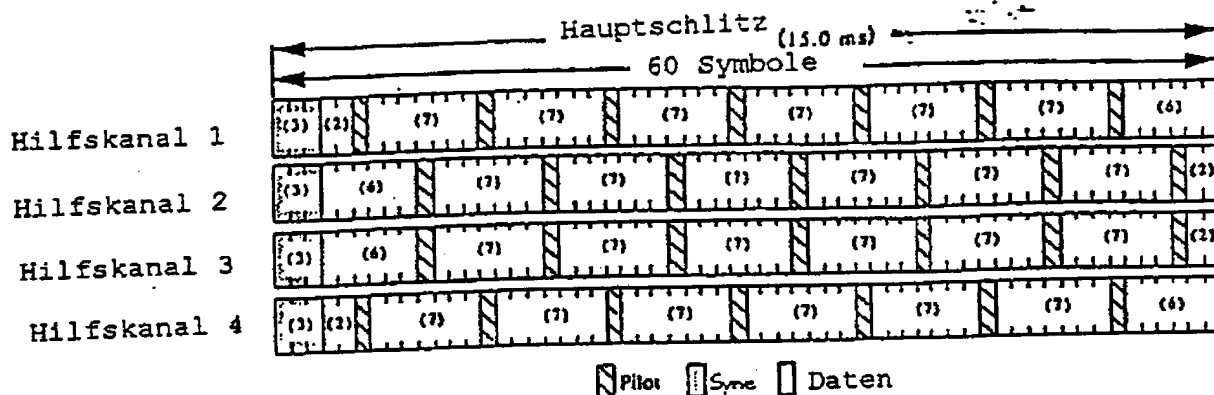 Hauptschlitz (15.0 ms)
60 Symbole
Hilfskanal 1 (3) (2) (7) (7) (7) (7) (7) (7) (6)
Hilfskanal 2 (3) (6) (7) (7) (7) (7) (7) (7) (2)
Hilfskanal 3 (3) (6) (7) (7) (7) (7) (7) (7) (2)
Hilfskanal 4 (3) (2) (7) (7) (7) (7) (7) (7) (6)
Pilot Sync Daten